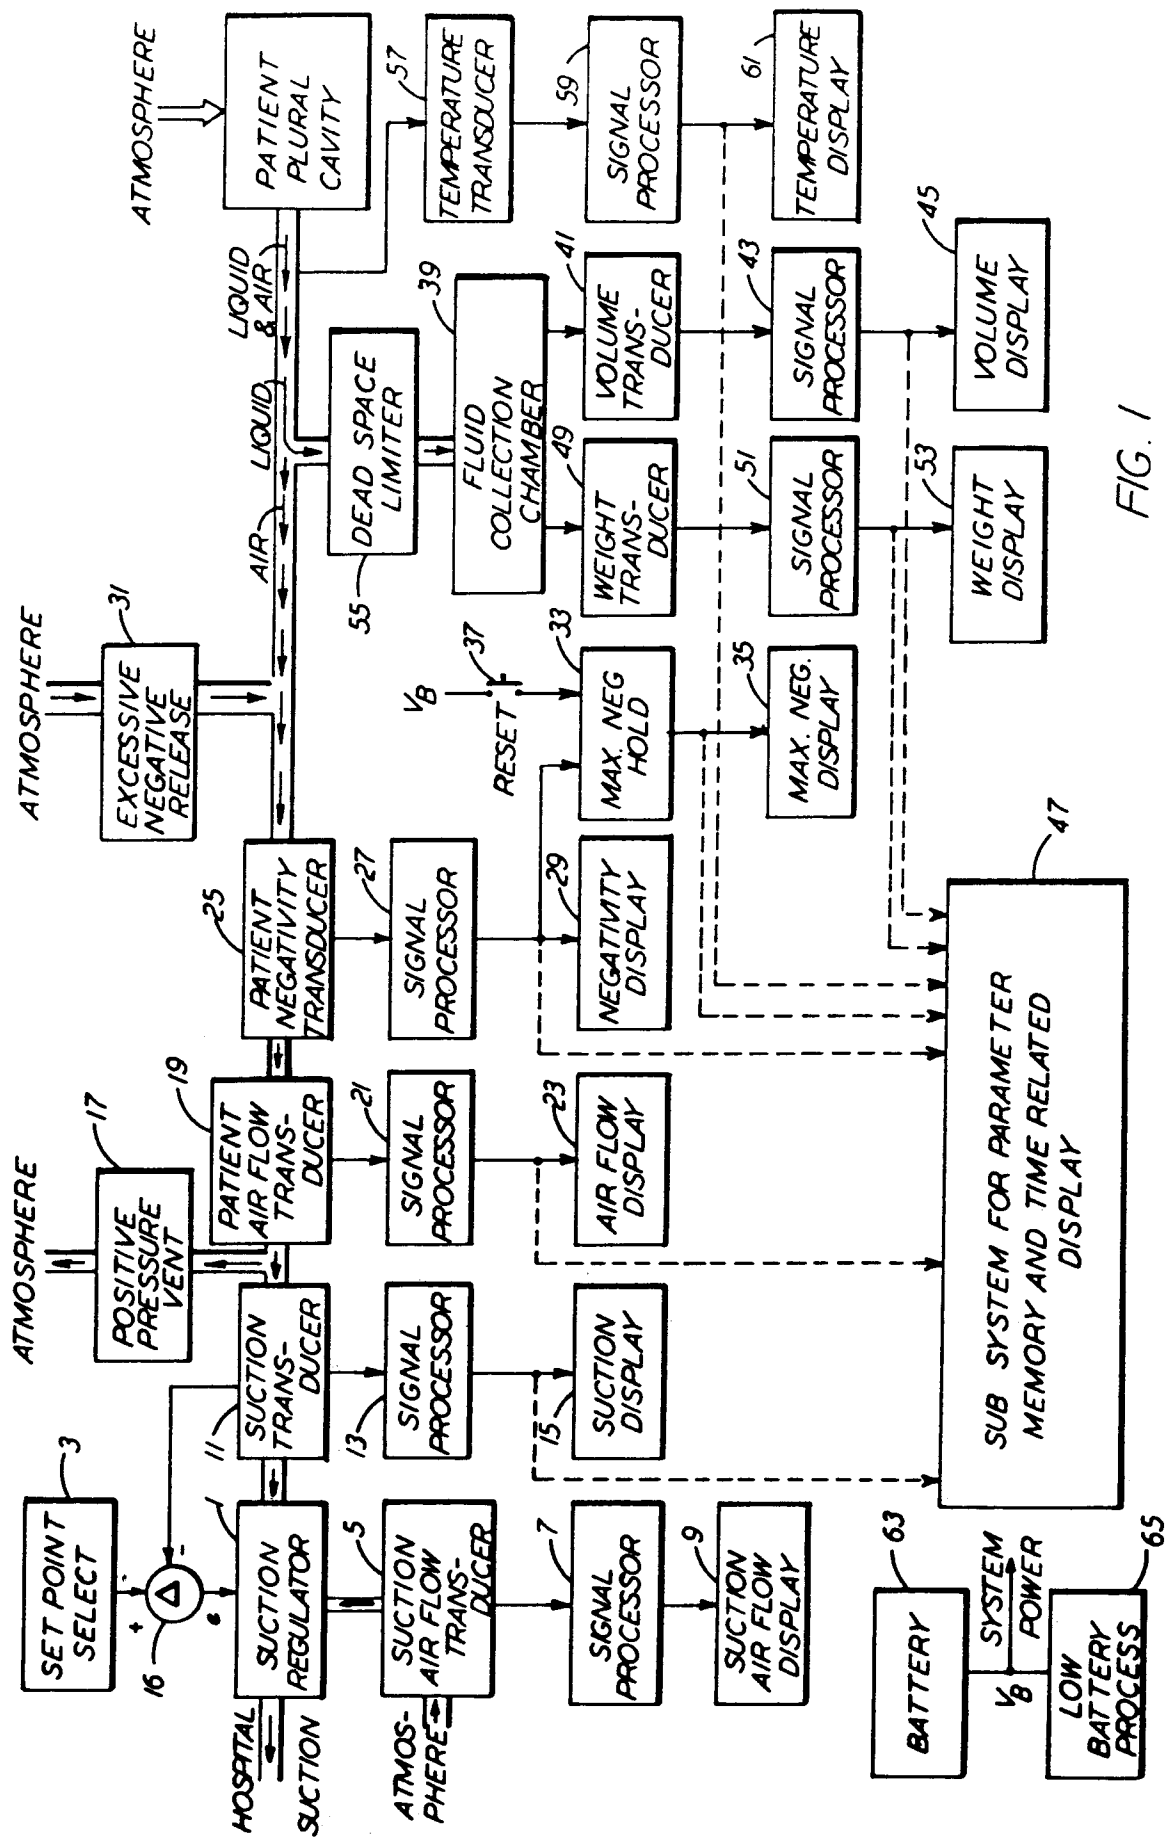 ATMOSPHERE
ATMOSPHERE
ATMOSPHERE
SET POINT
SELECT
3
POSITIVE
PRESSURE
VENT
17
EXCESSIVE
NEGATIVE
RELEASE
31
PATIENT
PLURAL
CAVITY
+
-
16
e
HOSPITAL
SUCTION
SUCTION
REGULATOR
1
SUCTION
TRANS-
DUCER
11
PATIENT
AIR FLOW
TRANS-
DUCER
19
PATIENT
NEGATIVITY
TRANSDUCER
25
AIR
LIQUID
LIQUID
& AIR
ATMOS-
PHERE
SUCTION
AIR FLOW
TRANS-
DUCER
5
SIGNAL
PROCESSOR
13
SIGNAL
PROCESSOR
21
SIGNAL
PROCESSOR
27
DEAD SPACE
LIMITER
55
FLUID
COLLECTION
CHAMBER
39
TEMPERATURE
TRANSDUCER
57
VB
RESET
37
SIGNAL
PROCESSOR
7
SUCTION
DISPLAY
15
AIR FLOW
DISPLAY
23
NEGATIVITY
DISPLAY
29
MAX. NEG
HOLD
33
WEIGHT
TRANS-
DUCER
49
VOLUME
TRANS-
DUCER
41
SIGNAL
PROCESSOR
59
SUCTION
AIR FLOW
DISPLAY
9
MAX. NEG.
DISPLAY
35
SIGNAL
PROCESSOR
51
SIGNAL
PROCESSOR
43
TEMPERATURE
DISPLAY
61
BATTERY
63
VB
SYSTEM
POWER
LOW
BATTERY
PROCESS
65
SUB SYSTEM FOR PARAMETER
MEMORY AND TIME RELATED
DISPLAY
47
WEIGHT
DISPLAY
53
VOLUME
DISPLAY
45
FIG. 1